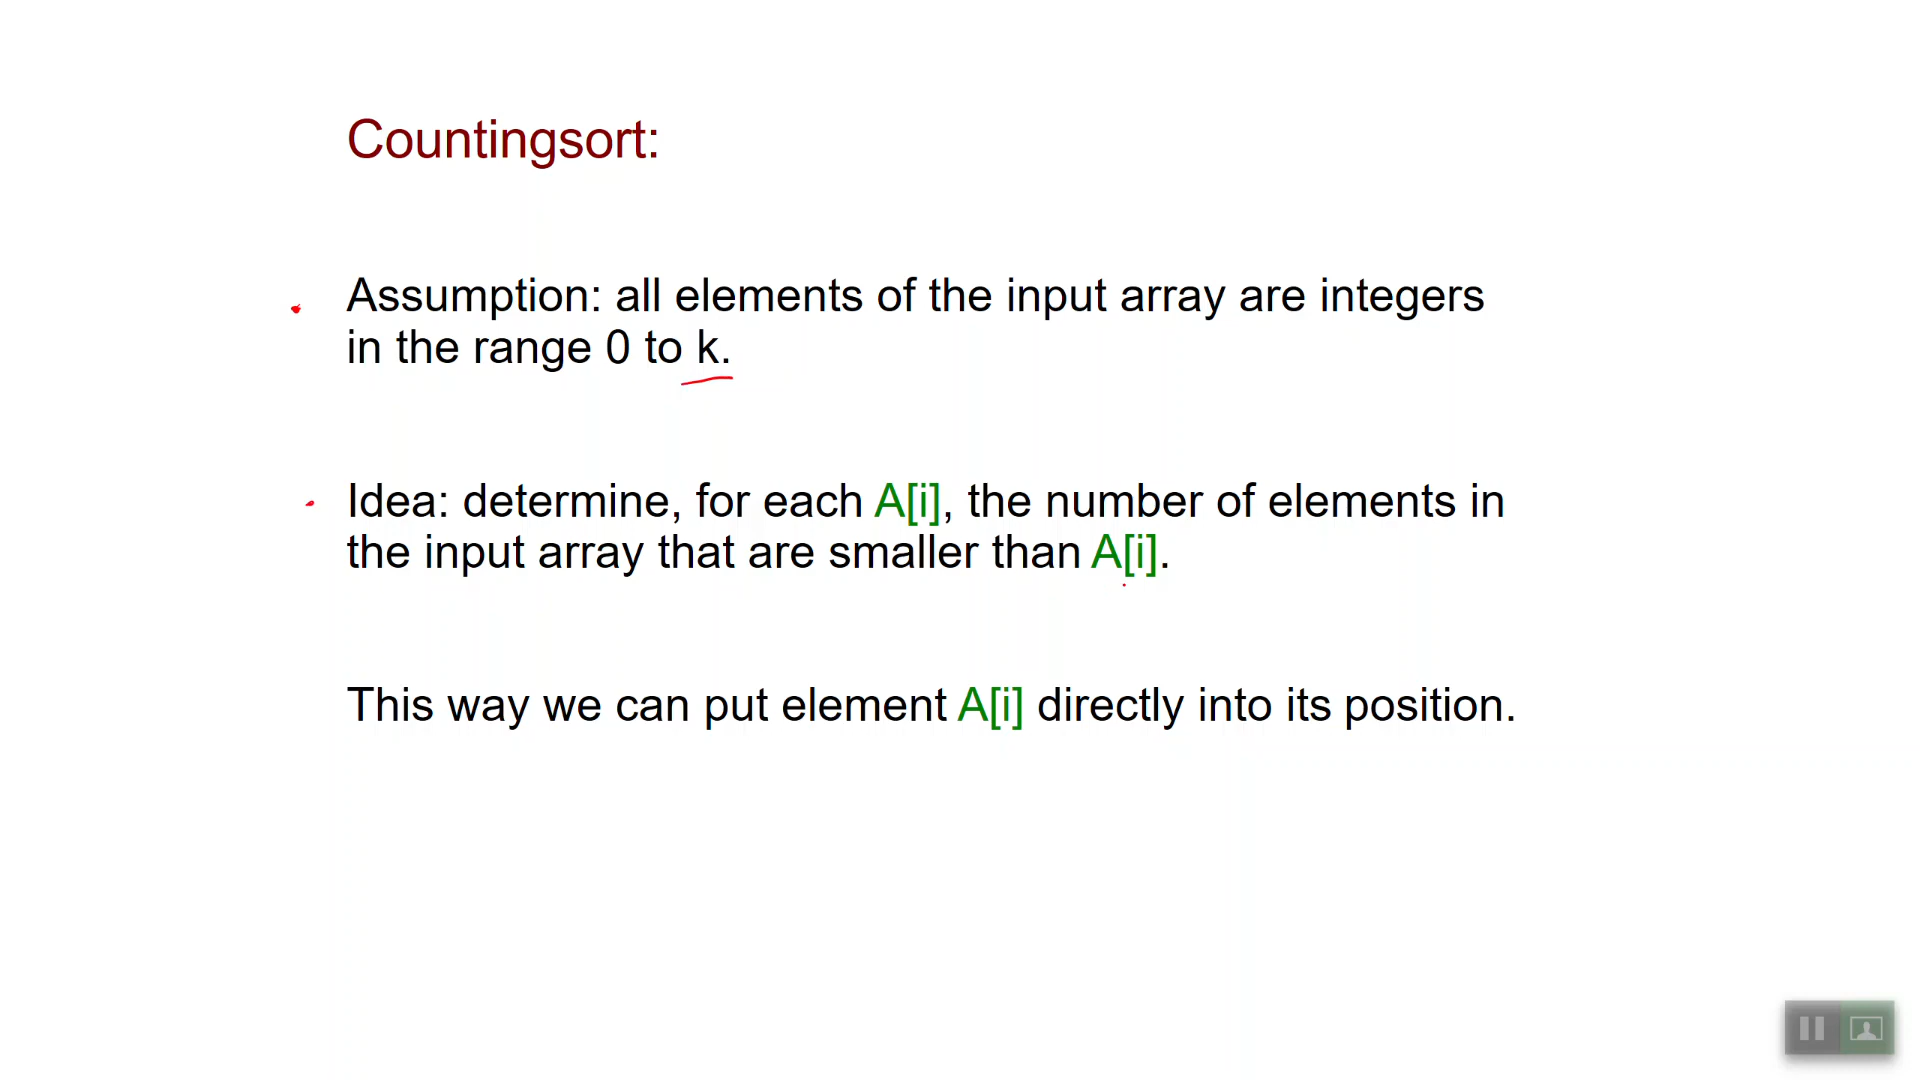 Countingsort:
Assumption: all elements of the input array are integers
in the range 0 to k.
Idea: determine, for each A[i], the number of elements in
the input array that are smaller than A[i].
This way we can put element A[i] directly into its position.